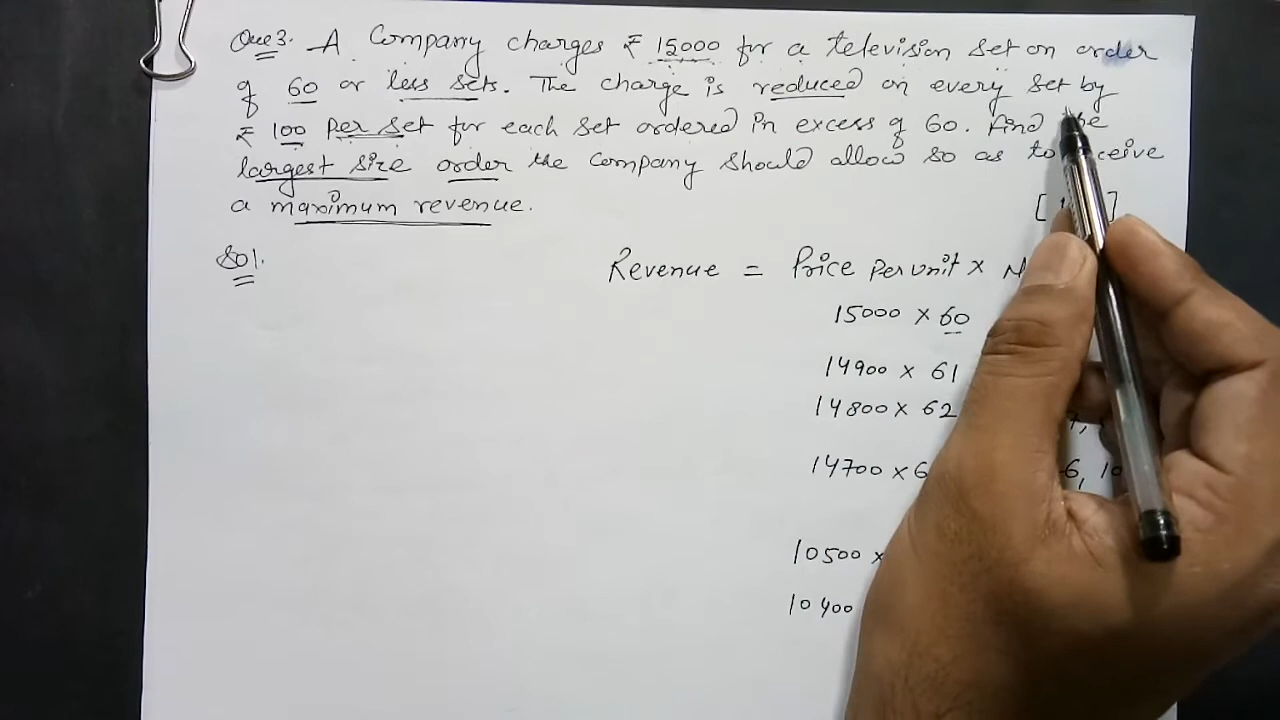 Que 3. A Company charges ₹ 15000 for a television set on order
of 60 or less sets. The charge is reduced on every set by
₹ 100 per set for each set ordered in excess of 60. Find the
largest size order the company should allow so as to receive
a maximum revenue.
Sol.
Revenue = Price per unit ×
15000 × 60
14900 × 61
14800 × 62
14700 × 6
10500 ×
10400